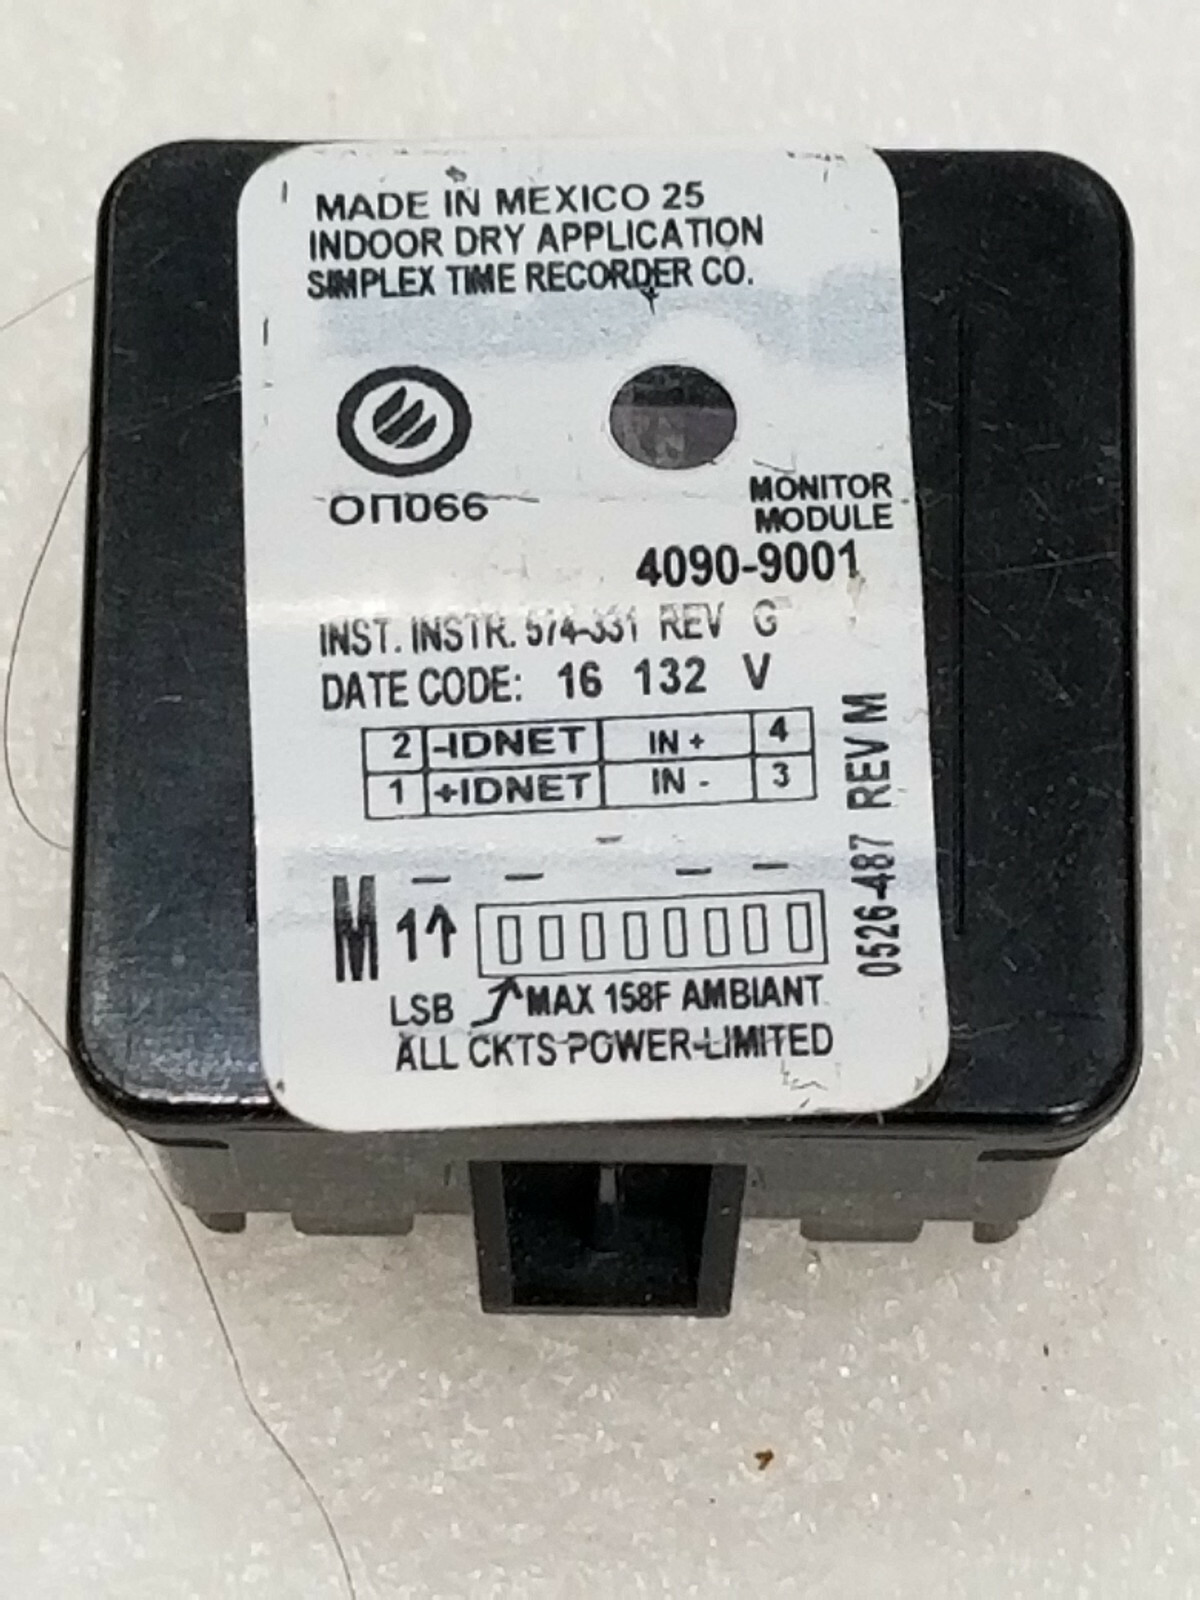 MADE IN MEXICO 25
INDOOR DRY APPLICATION
SIMPLEX TIME RECORDER CO.
ОП066
MONITOR
MODULE
4090-9001
INST. INSTR. 574-331 REV G
DATE CODE: 16 132 V
2 -IDNET IN + 4
1 +IDNET IN - 3
M 1↑
LSB MAX 158F AMBIANT
ALL CKTS POWER-LIMITED
0526-487 REV M